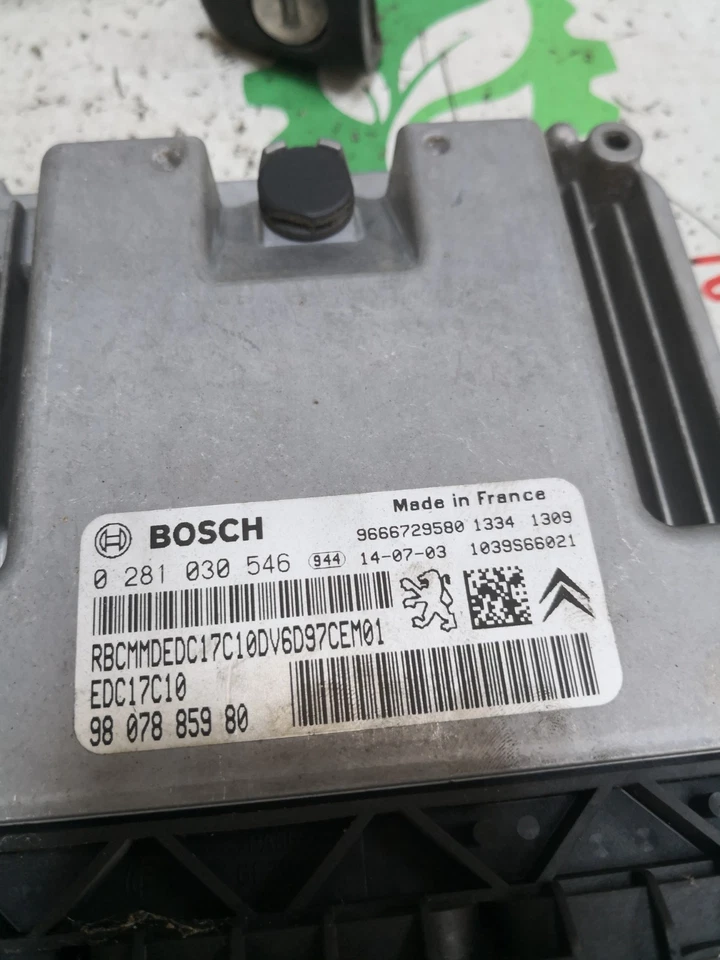 Made in France
BOSCH 9666729580 1334 1309
0 281 030 546 944 14-07-03 1039S66021
RBCMMDEDC17C10DV6D97CEM01
EDC17C10
98 078 859 80